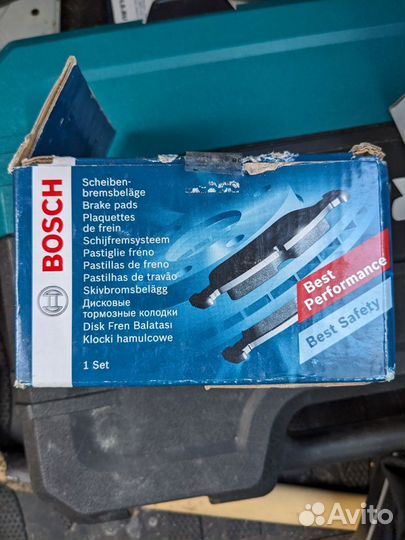 BOSCH
Scheiben-
bremsbeläge
Brake pads
Plaquettes
de frein
Schijfremsysteem
Pastiglie fréno
Pastillas de freno
Pastilhas de travão
Skivbromsbelägg
Дисковые
тормозные колодки
Disk Fren Balatası
Klocki hamulcowe
1 Set
Best
Performance
Best Safety
Avito